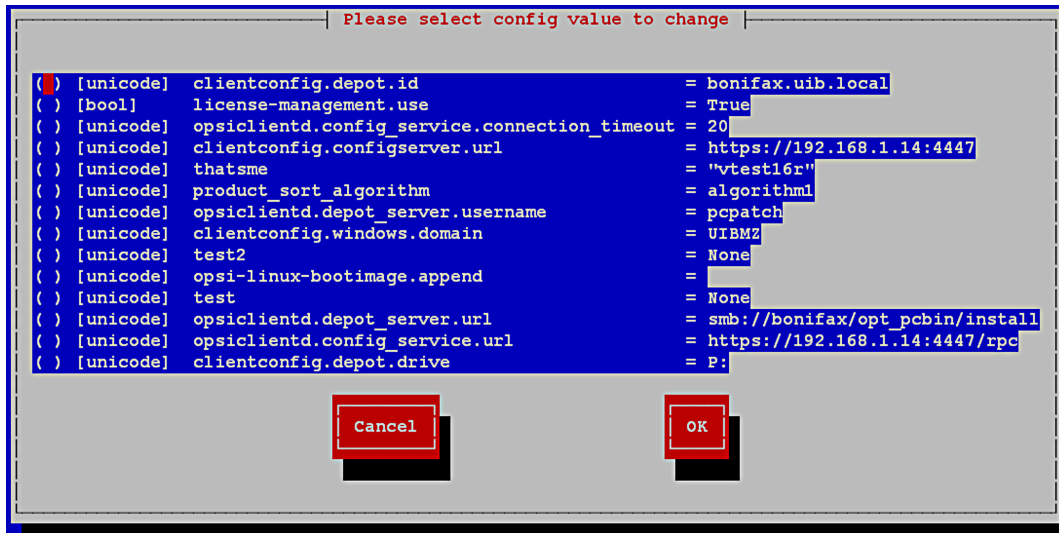 Please select config value to change
( ) [unicode] clientconfig.depot.id = bonifax.uib.local
( ) [bool] license-management.use = True
( ) [unicode] opsiclientd.config_service.connection_timeout = 20
( ) [unicode] clientconfig.configserver.url = https://192.168.1.14:4447
( ) [unicode] thatsme = "vtest16r"
( ) [unicode] product_sort_algorithm = algorithm1
( ) [unicode] opsiclientd.depot_server.username = pcpatch
( ) [unicode] clientconfig.windows.domain = UIBMZ
( ) [unicode] test2 = None
( ) [unicode] opsi-linux-bootimage.append =
( ) [unicode] test = None
( ) [unicode] opsiclientd.depot_server.url = smb://bonifax/opt_pcbin/install
( ) [unicode] opsiclientd.config_service.url = https://192.168.1.14:4447/rpc
( ) [unicode] clientconfig.depot.drive = P:
Cancel OK